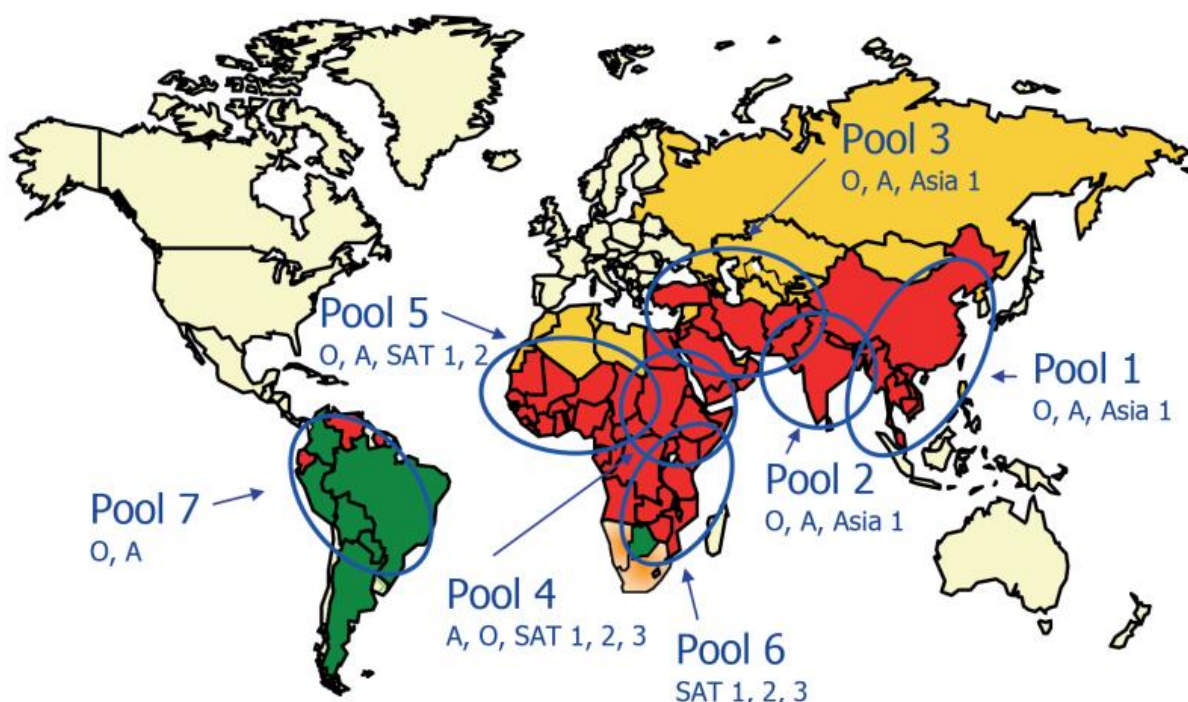 Pool 3
O, A, Asia 1
Pool 5
O, A, SAT 1, 2
Pool 1
O, A, Asia 1
Pool 2
O, A, Asia 1
Pool 7
O, A
Pool 4
A, O, SAT 1, 2, 3
Pool 6
SAT 1, 2, 3